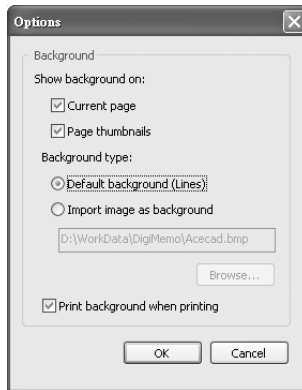 Options
Background
Show background on:
Current page
Page thumbnails
Background type:
Default background (Lines)
Import image as background
D:\WorkData\DigiMemo\Acecad.bmp
Browse...
Print background when printing
OK Cancel